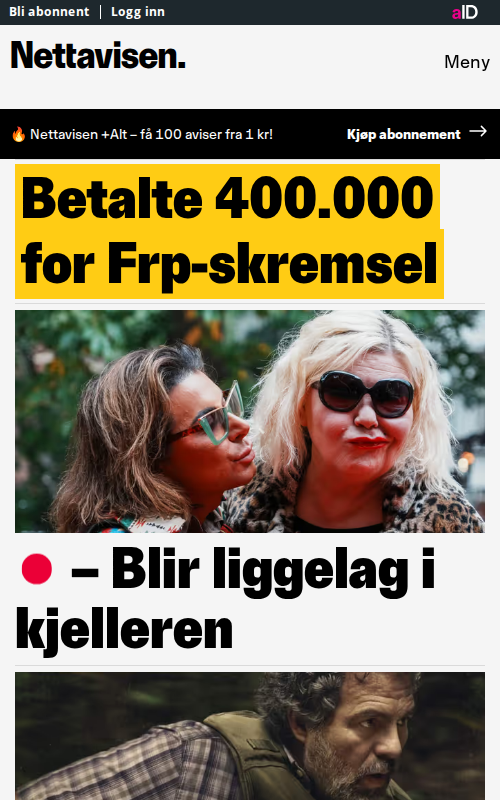 Bli abonnent | Logg inn
aID
Nettavisen.
Meny
🔥 Nettavisen +Alt – få 100 aviser fra 1 kr!
Kjøp abonnement →
Betalte 400.000
for Frp-skremsel
– Blir liggelag i
kjelleren